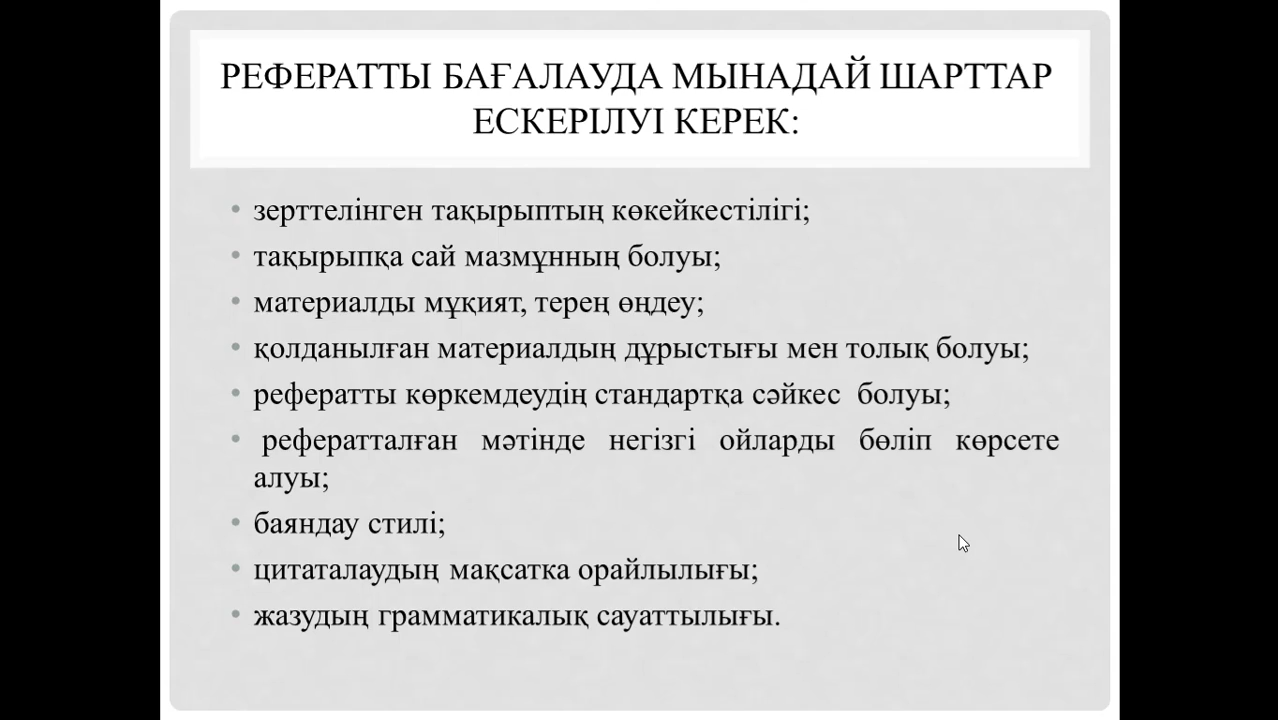 РЕФЕРАТТЫ БАҒАЛАУДА МЫНАДАЙ ШАРТТАР
ЕСКЕРІЛУІ КЕРЕК:
• зерттелінген тақырыптың көкейкестілігі;
• тақырыпқа сай мазмұнның болуы;
• материалды мұқият, терең өңдеу;
• қолданылған материалдың дұрыстығы мен толық болуы;
• рефератты көркемдеудің стандартқа сәйкес болуы;
• рефератталған мәтінде негізгі ойларды бөліп көрсете
алуы;
• баяндау стилі;
• цитаталаудың мақсатка орайлылығы;
• жазудың грамматикалық сауаттылығы.